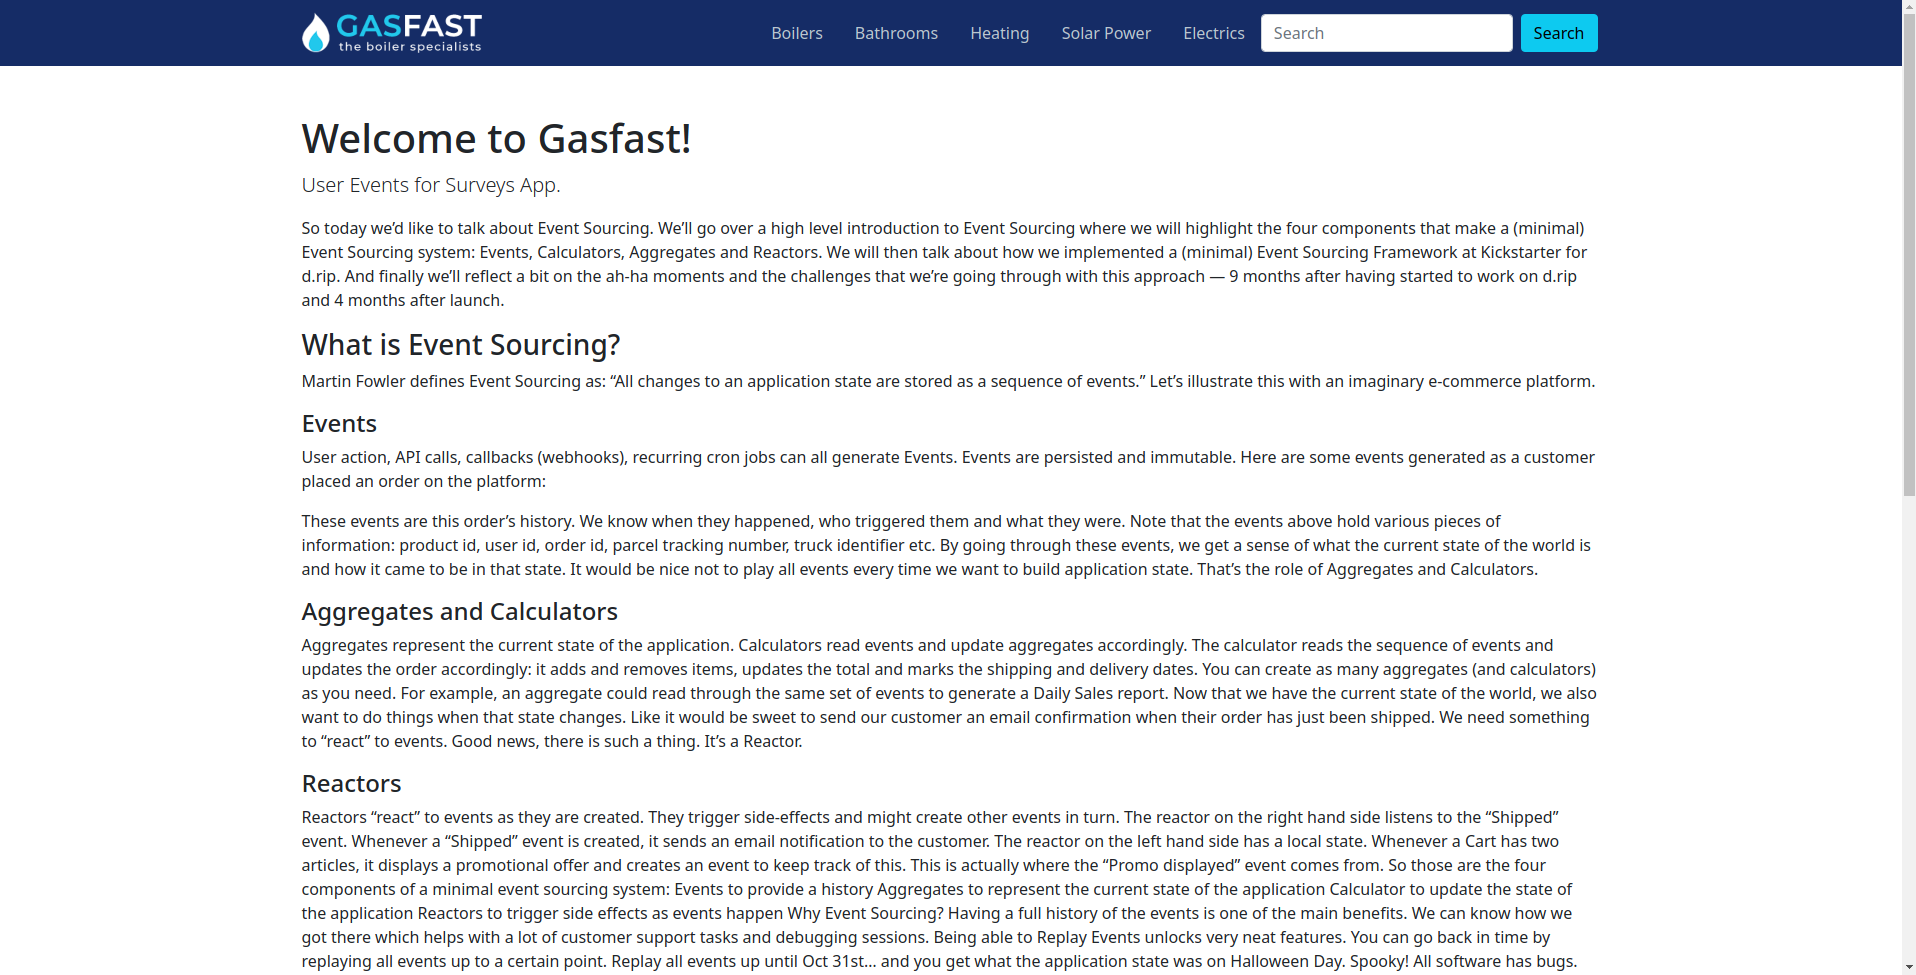 GASFAST
the boiler specialists
Boilers Bathrooms Heating Solar Power Electrics Search Search
Welcome to Gasfast!
User Events for Surveys App.
So today we’d like to talk about Event Sourcing. We’ll go over a high level introduction to Event Sourcing where we will highlight the four components that make a (minimal)
Event Sourcing system: Events, Calculators, Aggregates and Reactors. We will then talk about how we implemented a (minimal) Event Sourcing Framework at Kickstarter for
d.rip. And finally we’ll reflect a bit on the ah-ha moments and the challenges that we’re going through with this approach — 9 months after having started to work on d.rip
and 4 months after launch.
What is Event Sourcing?
Martin Fowler defines Event Sourcing as: “All changes to an application state are stored as a sequence of events.” Let’s illustrate this with an imaginary e-commerce platform.
Events
User action, API calls, callbacks (webhooks), recurring cron jobs can all generate Events. Events are persisted and immutable. Here are some events generated as a customer
placed an order on the platform:
These events are this order’s history. We know when they happened, who triggered them and what they were. Note that the events above hold various pieces of
information: product id, user id, order id, parcel tracking number, truck identifier etc. By going through these events, we get a sense of what the current state of the world is
and how it came to be in that state. It would be nice not to play all events every time we want to build application state. That’s the role of Aggregates and Calculators.
Aggregates and Calculators
Aggregates represent the current state of the application. Calculators read events and update aggregates accordingly. The calculator reads the sequence of events and
updates the order accordingly: it adds and removes items, updates the total and marks the shipping and delivery dates. You can create as many aggregates (and calculators)
as you need. For example, an aggregate could read through the same set of events to generate a Daily Sales report. Now that we have the current state of the world, we also
want to do things when that state changes. Like it would be sweet to send our customer an email confirmation when their order has just been shipped. We need something
to “react” to events. Good news, there is such a thing. It’s a Reactor.
Reactors
Reactors “react” to events as they are created. They trigger side-effects and might create other events in turn. The reactor on the right hand side listens to the “Shipped”
event. Whenever a “Shipped” event is created, it sends an email notification to the customer. The reactor on the left hand side has a local state. Whenever a Cart has two
articles, it displays a promotional offer and creates an event to keep track of this. This is actually where the “Promo displayed” event comes from. So those are the four
components of a minimal event sourcing system: Events to provide a history Aggregates to represent the current state of the application Calculator to update the state of
the application Reactors to trigger side effects as events happen Why Event Sourcing? Having a full history of the events is one of the main benefits. We can know how we
got there which helps with a lot of customer support tasks and debugging sessions. Being able to Replay Events unlocks very neat features. You can go back in time by
replaying all events up to a certain point. Replay all events up until Oct 31st… and you get what the application state was on Halloween Day. Spooky! All software has bugs.